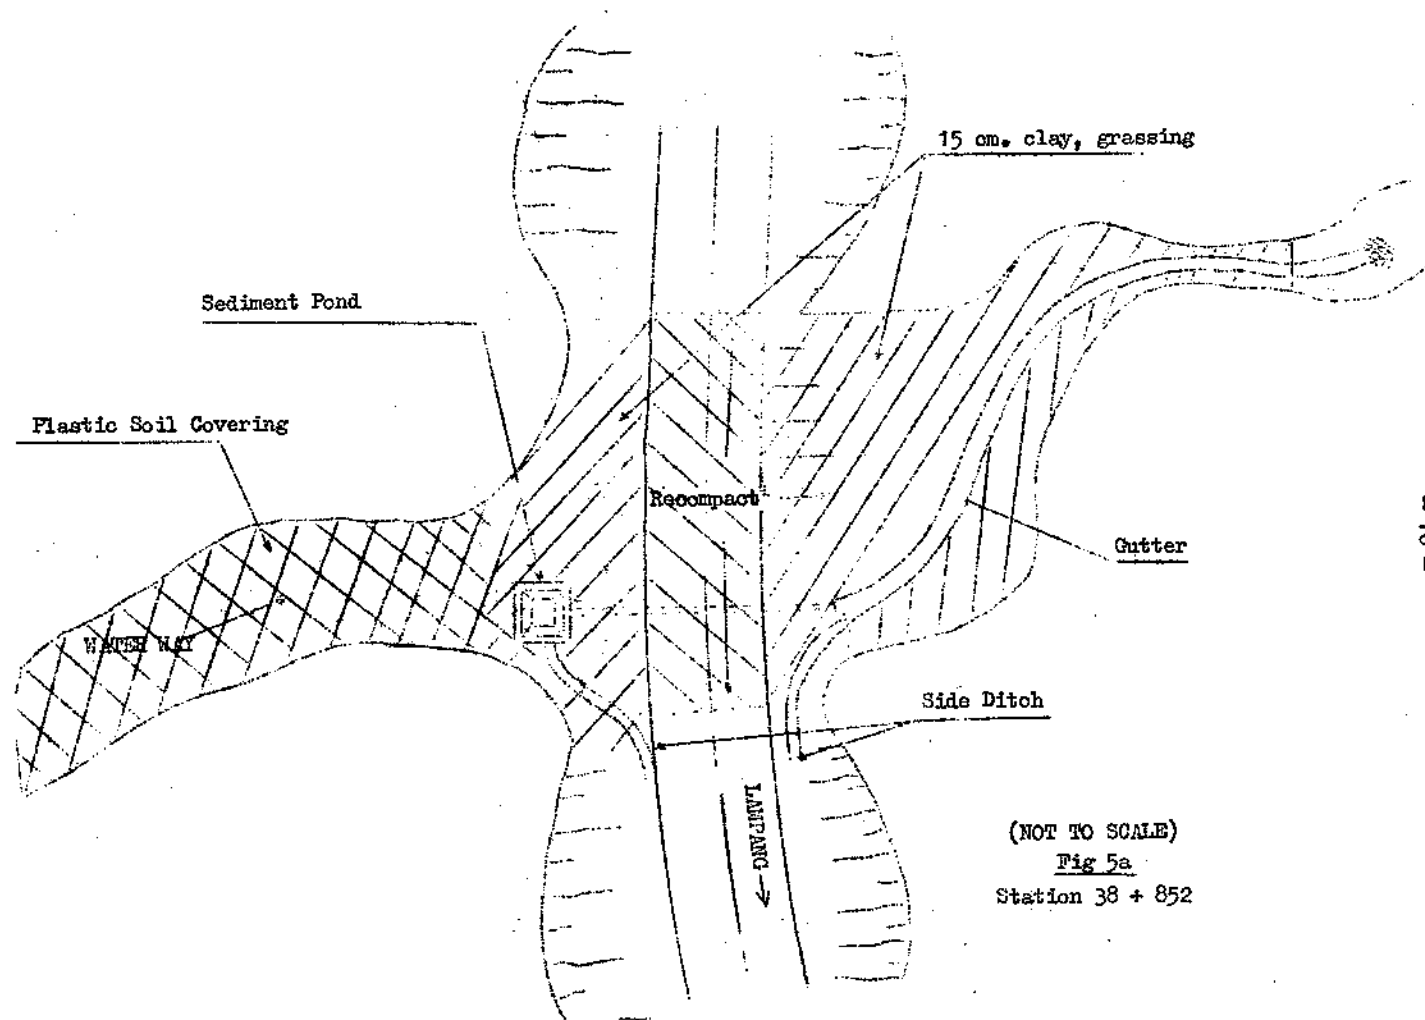 15 cm. clay, grassing
Sediment Pond
Plastic Soil Covering
Recompact
Gutter
WATER WAY
Side Ditch
LAMPANG
(NOT TO SCALE)
Fig 5a
Station 38 + 852